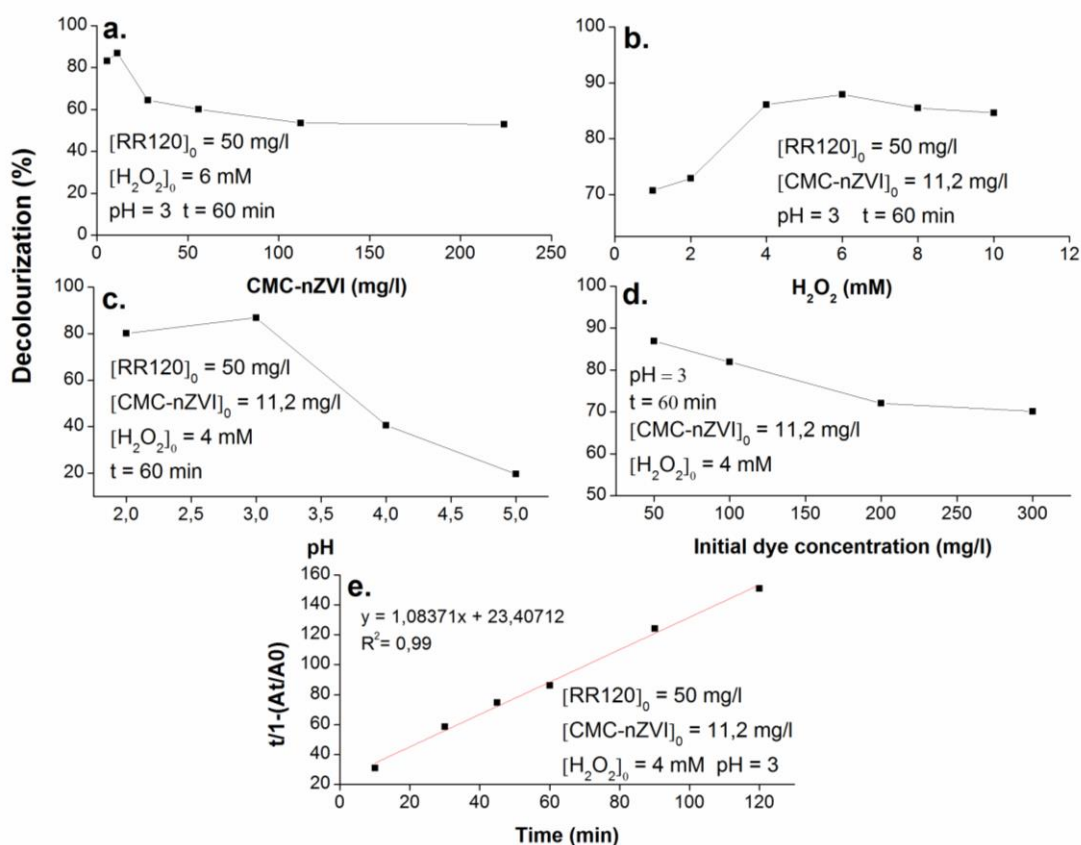 Decolourization (%)
a.
100
80
60
40
20
0
[RR120]₀ = 50 mg/l
[H₂O₂]₀ = 6 mM
pH = 3 t = 60 min
0 50 100 150 200 250
CMC-nZVI (mg/l)
b.
100
90
80
70
[RR120]₀ = 50 mg/l
[CMC-nZVI]₀ = 11,2 mg/l
pH = 3 t = 60 min
0 2 4 6 8 10 12
H₂O₂ (mM)
c.
100
80
60
40
20
[RR120]₀ = 50 mg/l
[CMC-nZVI]₀ = 11,2 mg/l
[H₂O₂]₀ = 4 mM
t = 60 min
2,0 2,5 3,0 3,5 4,0 4,5 5,0
pH
d.
100
90
80
70
60
50
pH = 3
t = 60 min
[CMC-nZVI]₀ = 11,2 mg/l
[H₂O₂]₀ = 4 mM
50 100 150 200 250 300
Initial dye concentration (mg/l)
e.
t/1-(At/A0)
160
140
120
100
80
60
40
20
y = 1,08371x + 23,40712
R²= 0,99
[RR120]₀ = 50 mg/l
[CMC-nZVI]₀ = 11,2 mg/l
[H₂O₂]₀ = 4 mM pH = 3
0 20 40 60 80 100 120
Time (min)